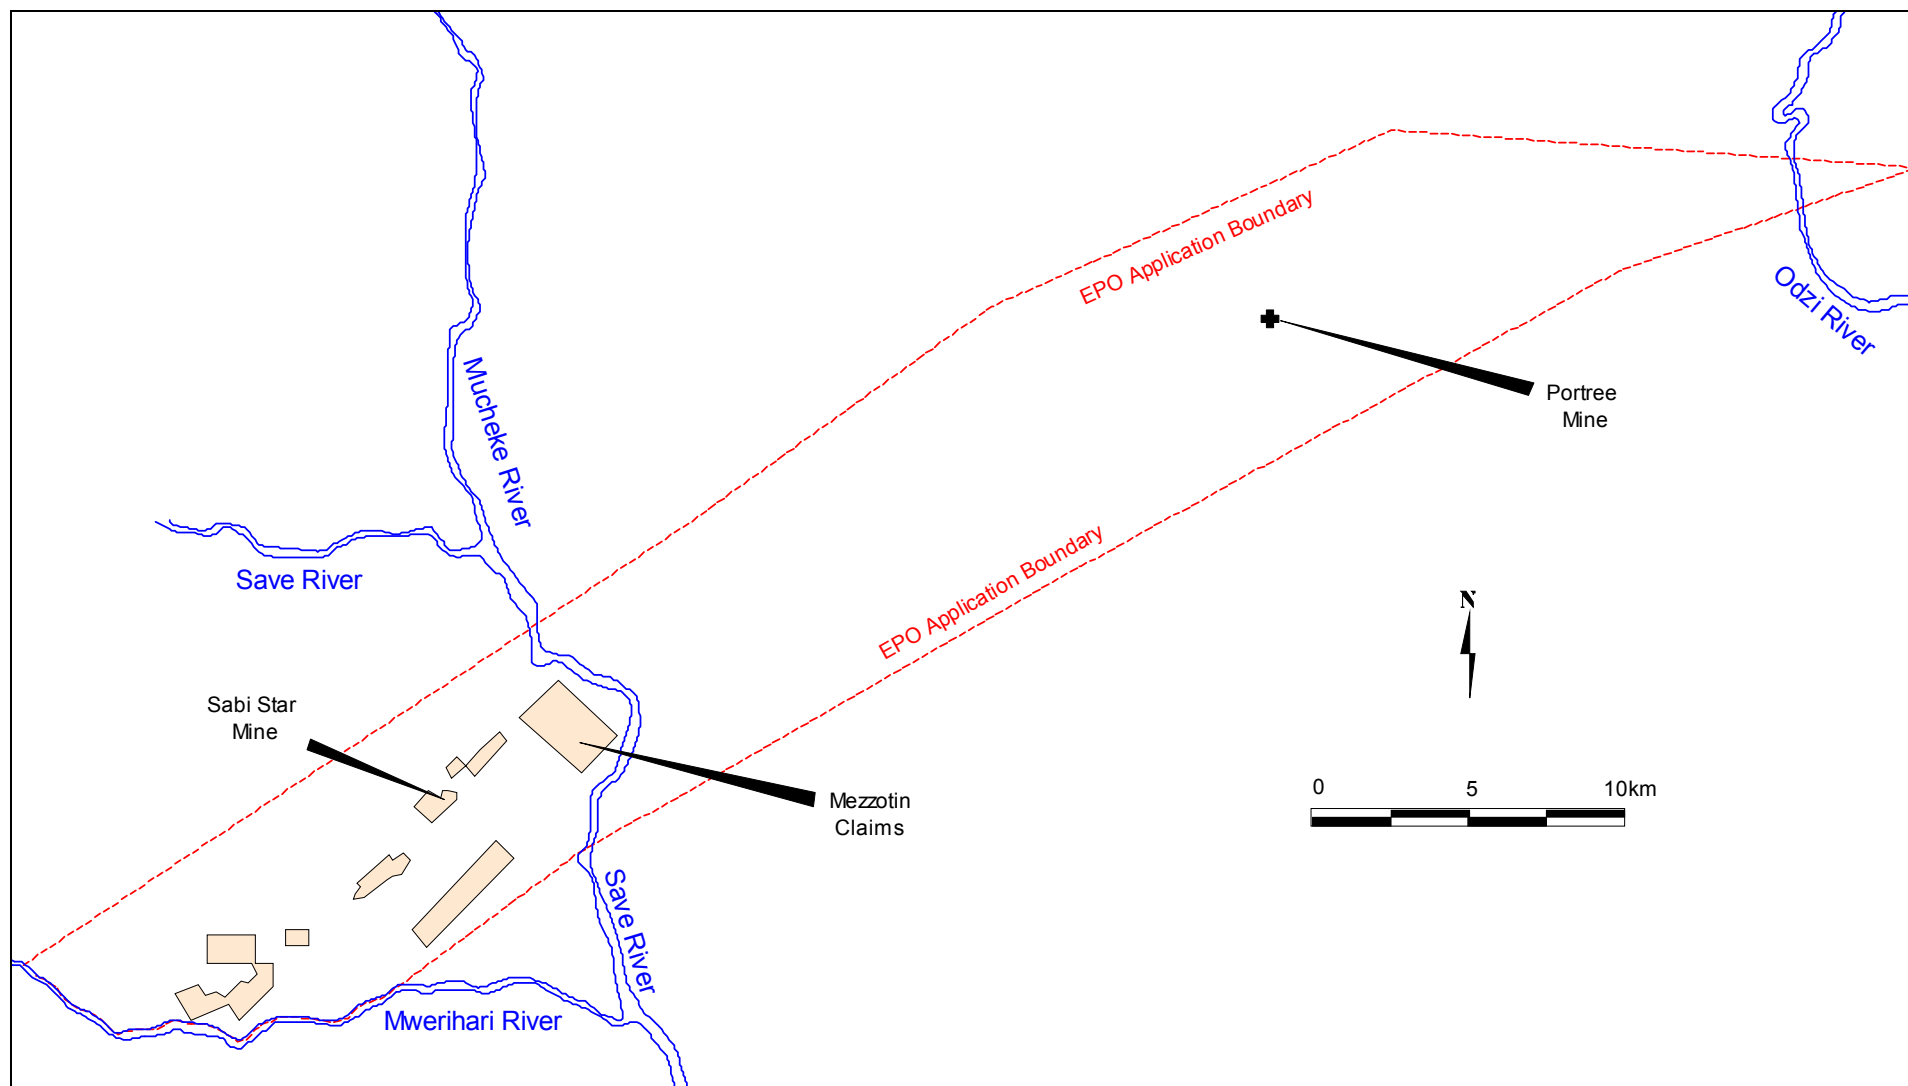 EPO Application Boundary
Odzi River
Mucheke River
Portree
Mine
Save River
EPO Application Boundary
N
Sabi Star
Mine
0 5 10km
Mezzotin
Claims
Save River
Mwerihari River